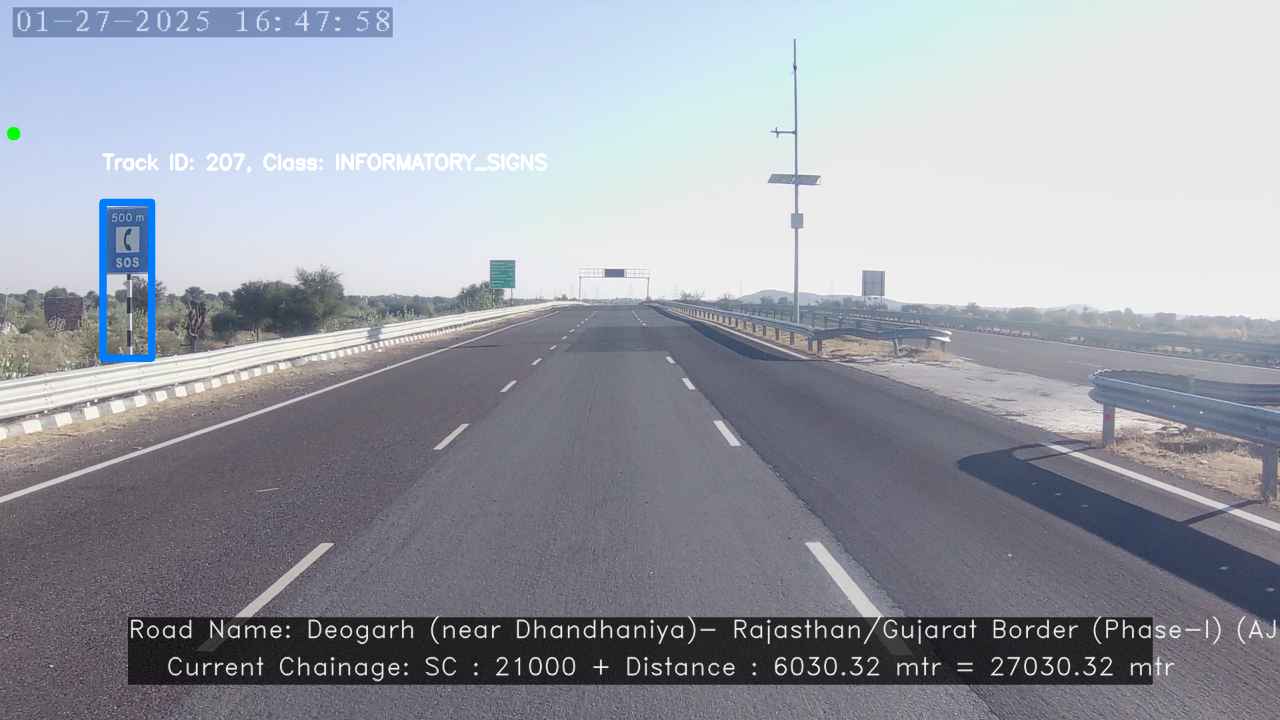 01-27-2025 16:47:58
Track ID: 207, Class: INFORMATORY_SIGNS
500 m
SOS
Road Name: Deogarh (near Dhandhaniya)- Rajasthan/Gujarat Border (Phase-I) (AJ
Current Chainage: SC : 21000 + Distance : 6030.32 mtr = 27030.32 mtr